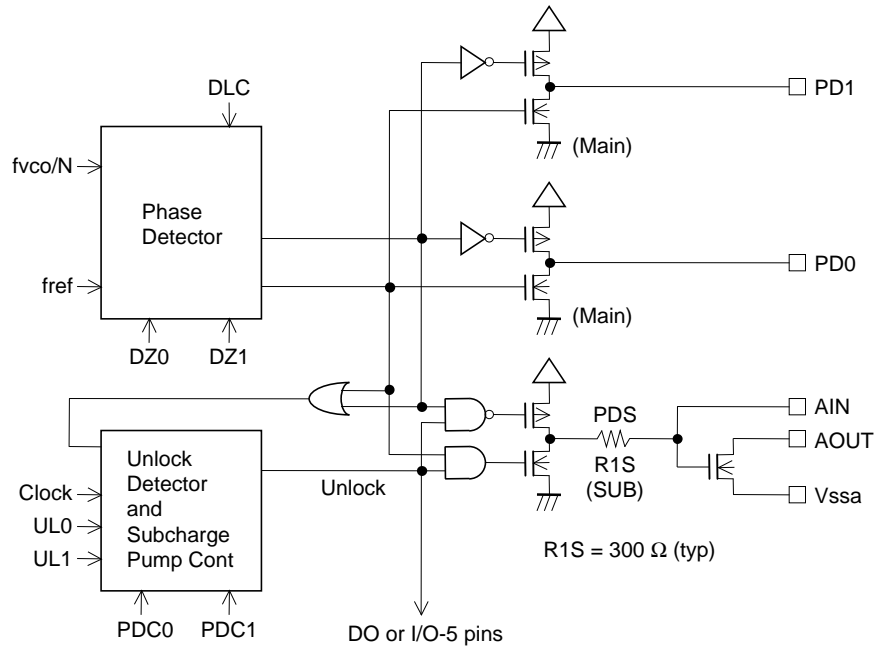 DLC
PD1
(Main)
fvco/N
Phase
Detector
PD0
fref
(Main)
DZ0
DZ1
PDS
AIN
AOUT
R1S
(SUB)
Vssa
Unlock
Detector
and
Subcharge
Pump Cont
Unlock
Clock
UL0
UL1
R1S = 300 Ω (typ)
PDC0
PDC1
DO or I/O-5 pins